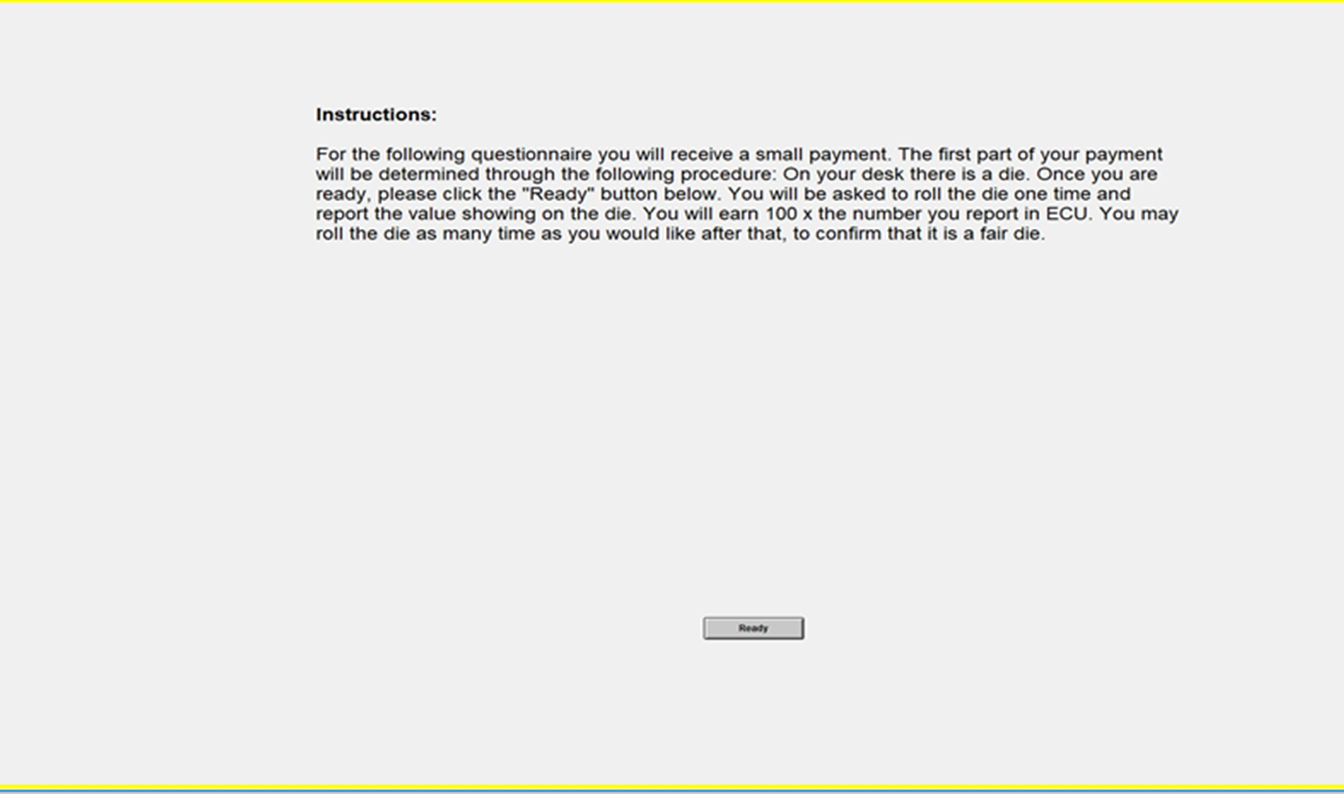 Instructions:
For the following questionnaire you will receive a small payment. The first part of your payment
will be determined through the following procedure: On your desk there is a die. Once you are
ready, please click the "Ready" button below. You will be asked to roll the die one time and
report the value showing on the die. You will earn 100 x the number you report in ECU. You may
roll the die as many time as you would like after that, to confirm that it is a fair die.
Ready